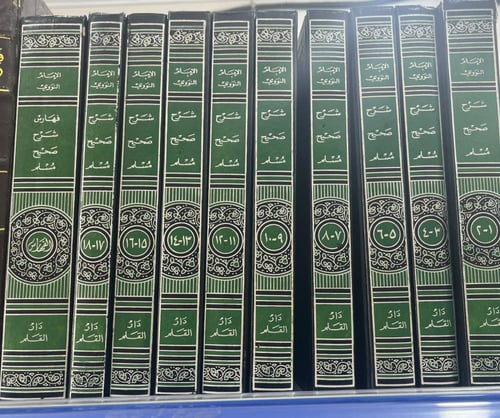 الإمام
النووي
شرح
صحيح
مسلم
١-٢
دار
القلم
الإمام
النووي
شرح
صحيح
مسلم
٣-٤
دار
القلم
الإمام
النووي
شرح
صحيح
مسلم
٥-٦
دار
القلم
الإمام
النووي
شرح
صحيح
مسلم
٧-٨
دار
القلم
الإمام
النووي
شرح
صحيح
مسلم
٩-١٠
دار
القلم
الإمام
النووي
شرح
صحيح
مسلم
١١-١٢
دار
القلم
الإمام
النووي
شرح
صحيح
مسلم
١٣-١٤
دار
القلم
الإمام
النووي
شرح
صحيح
مسلم
١٥-١٦
دار
القلم
الإمام
النووي
شرح
صحيح
مسلم
١٧-١٨
دار
القلم
الإمام
النووي
فهارس
شرح
صحيح
مسلم
الفهارس
دار
القلم